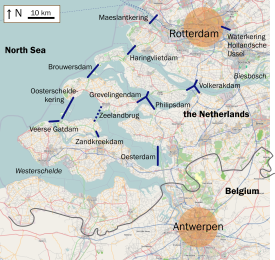 N 10 km
Maeslantkering
Rotterdam
North Sea
Waterkering
Hollandsche
IJssel
Haringvlietdam
Brouwersdam
Biesbosch
Volkerakdam
Oosterschelde-
kering
Grevelingendam
Philipsdam
Zeelandbrug
the Netherlands
Veerse Gatdam
Zandkreekdam
Oesterdam
Westerschelde
Belgium
Antwerpen